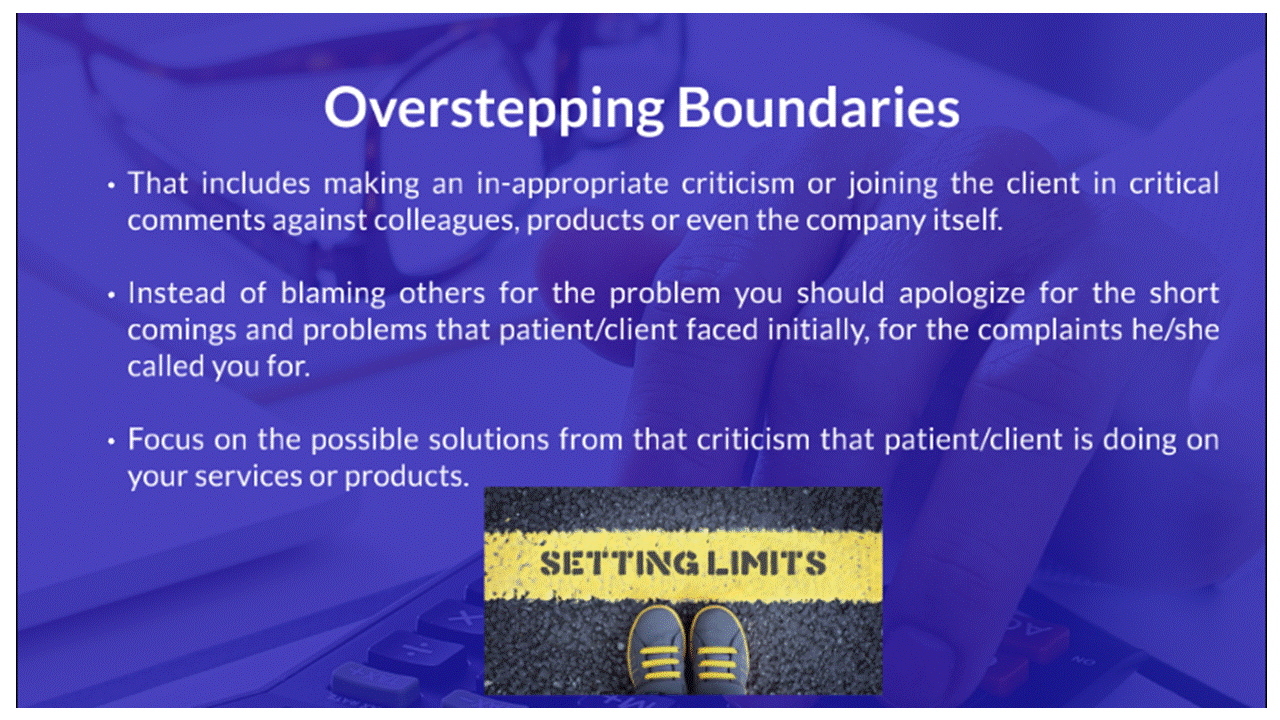 Overstepping Boundaries
• That includes making an in-appropriate criticism or joining the client in critical
comments against colleagues, products or even the company itself.
• Instead of blaming others for the problem you should apologize for the short
comings and problems that patient/client faced initially, for the complaints he/she
called you for.
• Focus on the possible solutions from that criticism that patient/client is doing on
your services or products.
SETTING LIMITS